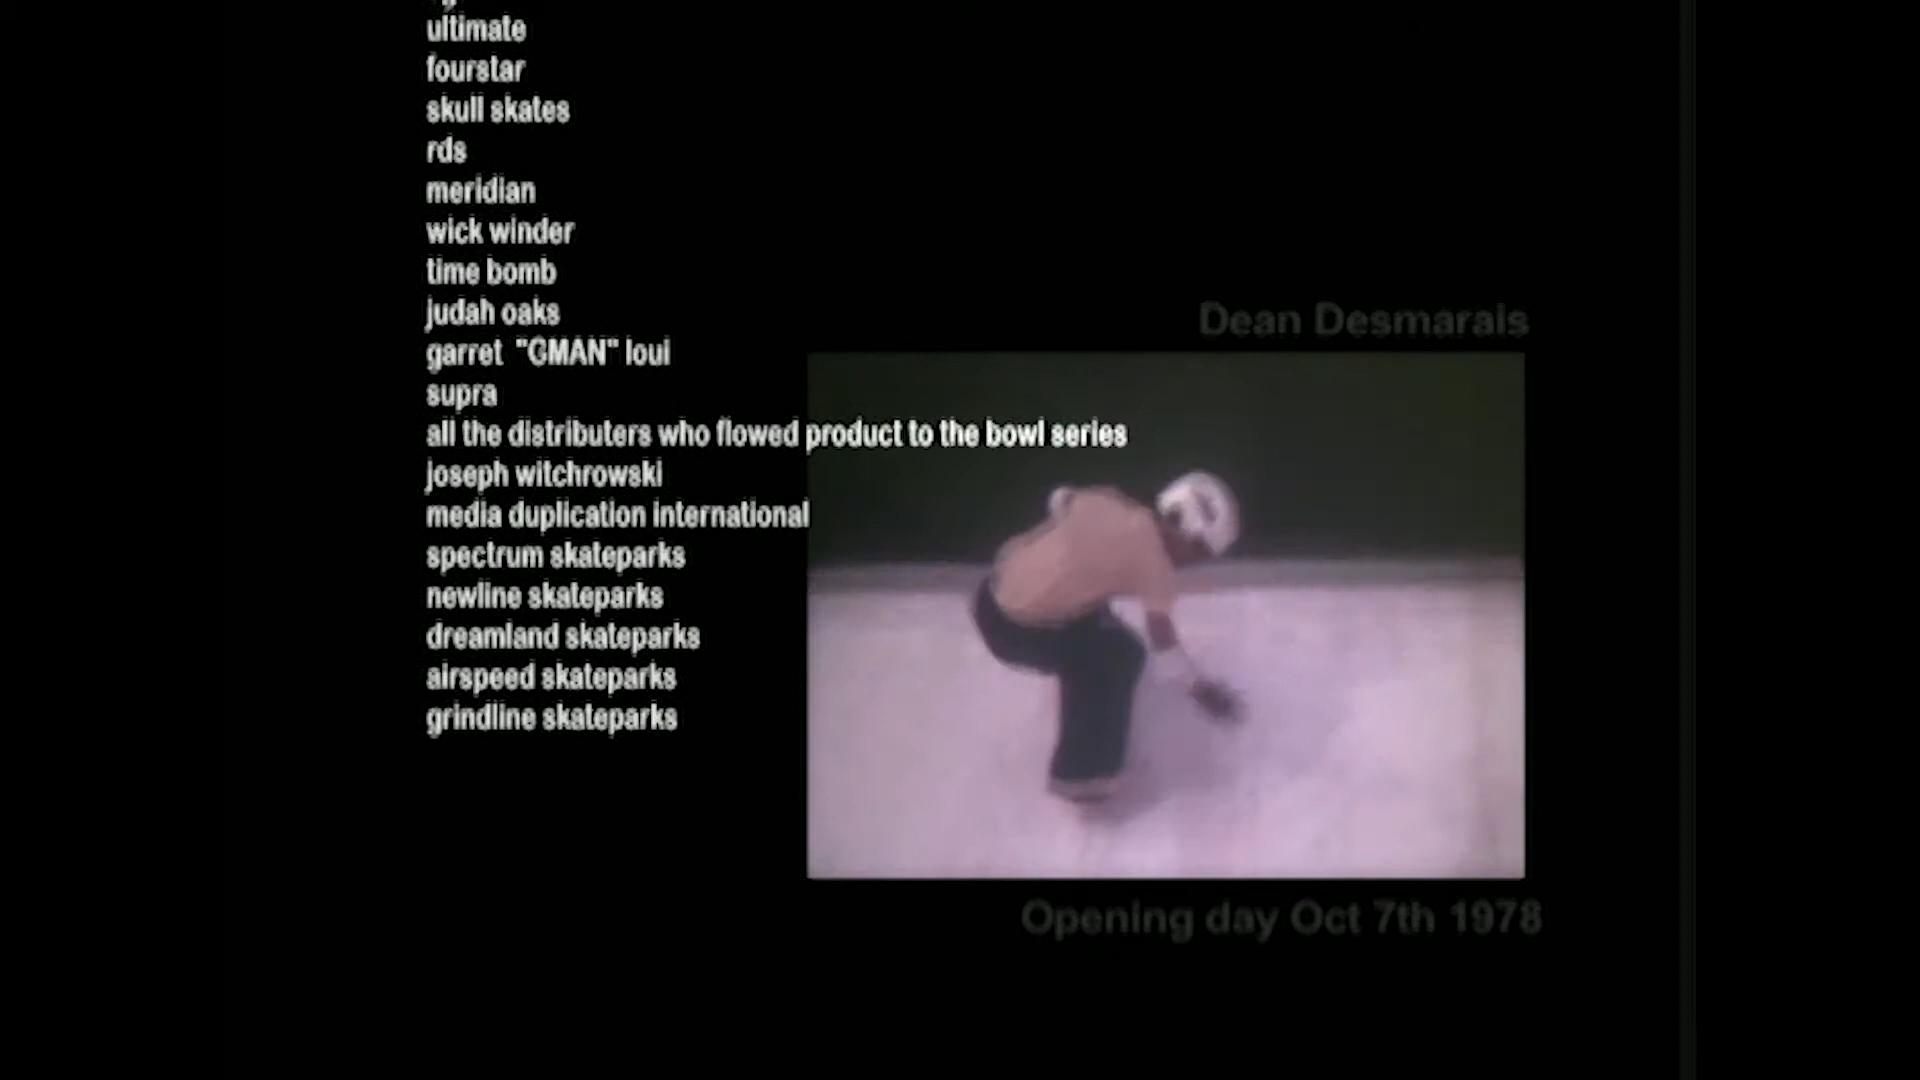 ultimate
fourstar
skull skates
rds
meridian
wick winder
time bomb
judah oaks
garret "GMAN" loui
supra
all the distributers who flowed product to the bowl series
joseph witchrowski
media duplication international
spectrum skateparks
newline skateparks
dreamland skateparks
airspeed skateparks
grindline skateparks
Dean Desmarais
Opening day Oct 7th 1978